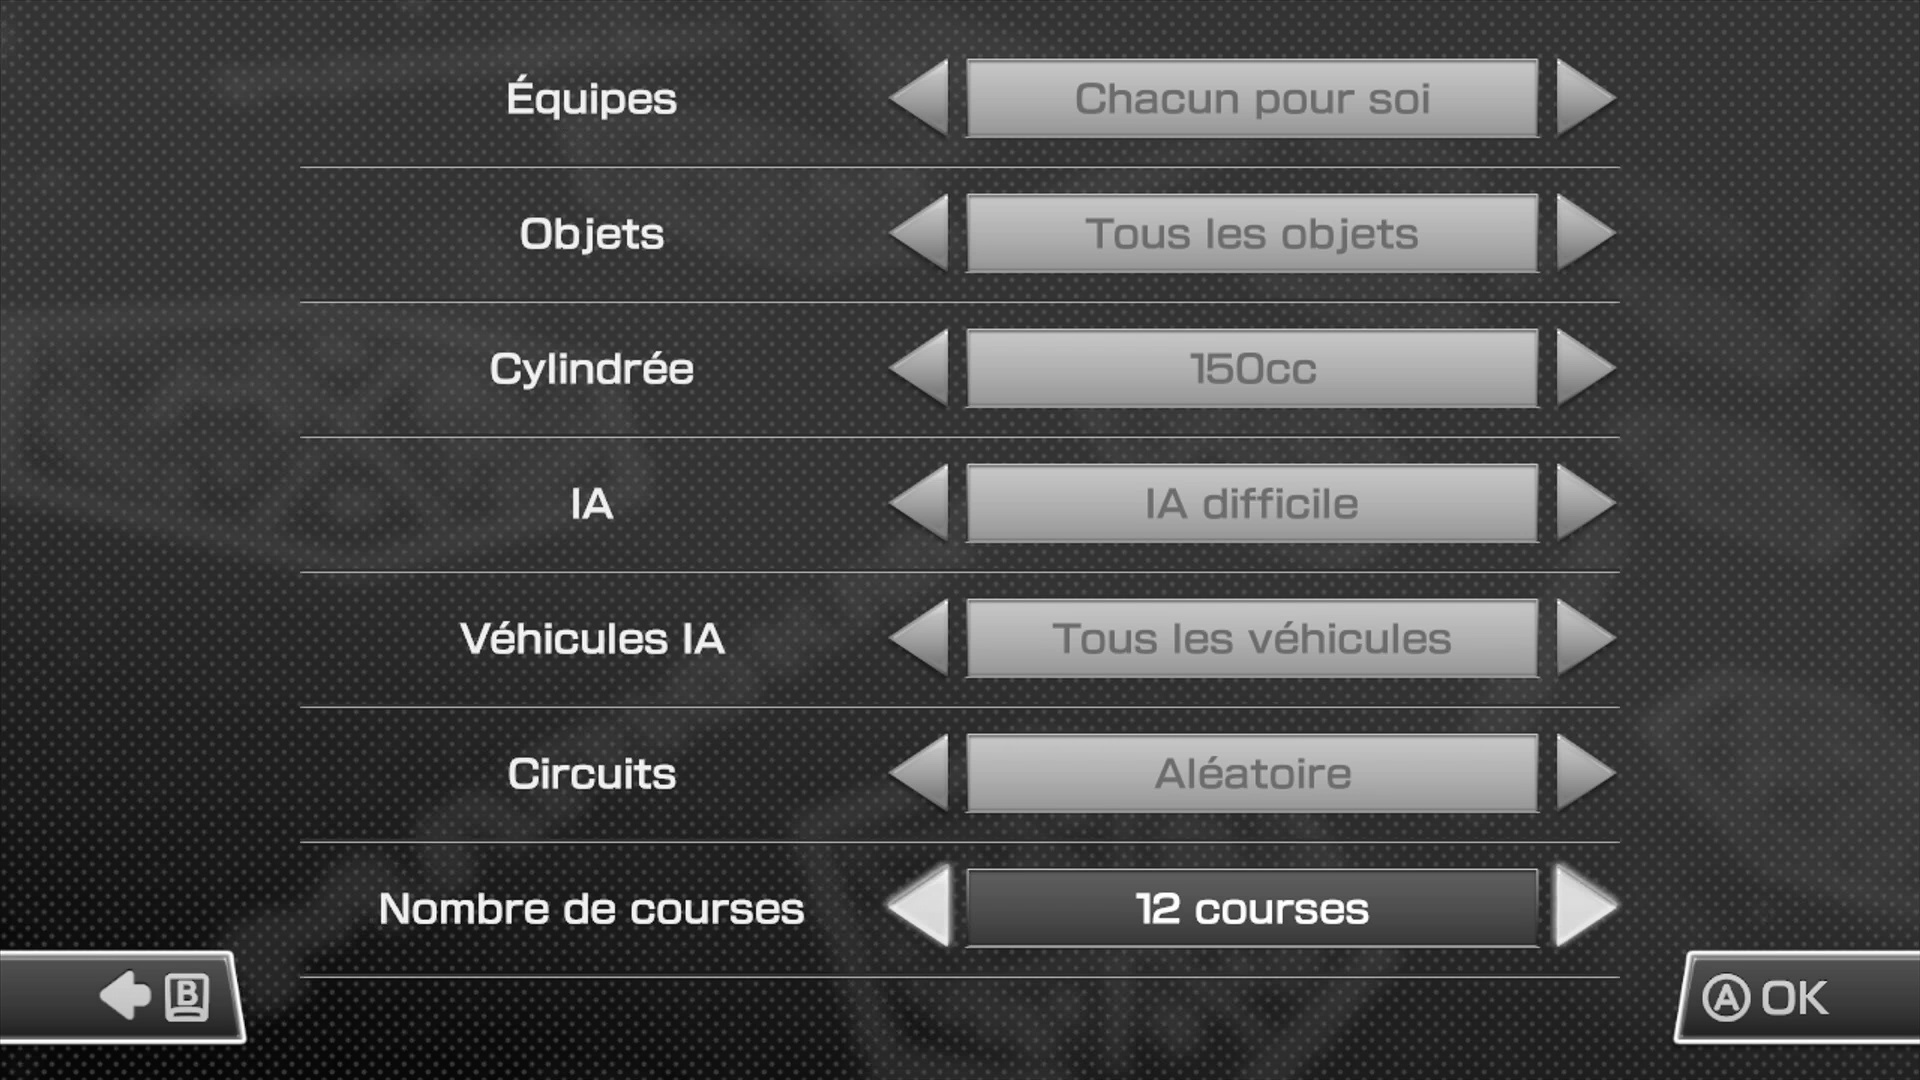 Équipes
Chacun pour soi
Objets
Tous les objets
Cylindrée
150cc
IA
IA difficile
Véhicules IA
Tous les véhicules
Circuits
Aléatoire
Nombre de courses
12 courses
B
A OK